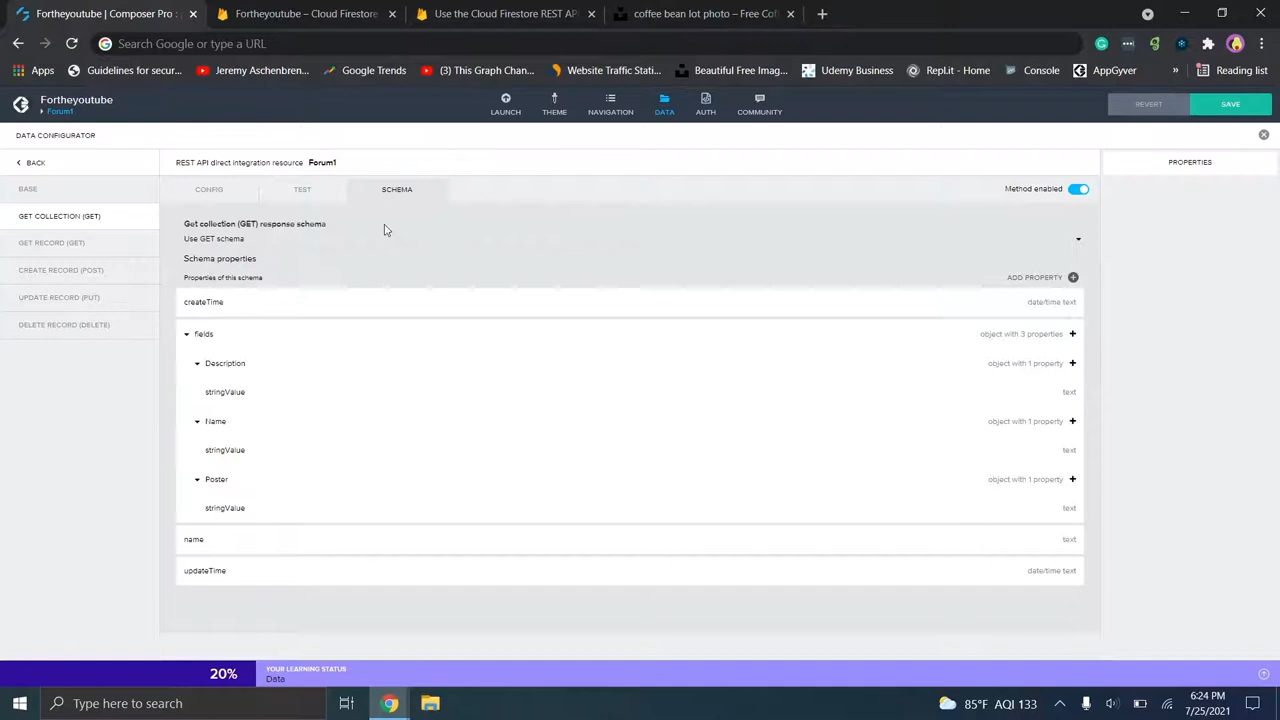 Fortheyoutube | Composer Pro
Fortheyoutube – Cloud Firestore
Use the Cloud Firestore REST API
coffee bean lot photo – Free Cof
Search Google or type a URL
Apps
Guidelines for secur...
Jeremy Aschenbren...
Google Trends
(3) This Graph Chan...
Website Traffic Stati...
Beautiful Free Imag...
Udemy Business
RepLit - Home
Console
AppGyver
»
Reading list
Fortheyoutube
Forum1
LAUNCH
THEME
NAVIGATION
DATA
AUTH
COMMUNITY
REVERT
SAVE
DATA CONFIGURATOR
BACK
REST API direct integration resource Forum1
PROPERTIES
BASE
CONFIG
TEST
SCHEMA
Method enabled
GET COLLECTION (GET)
GET RECORD (GET)
CREATE RECORD (POST)
UPDATE RECORD (PUT)
DELETE RECORD (DELETE)
Get collection (GET) response schema
Use GET schema
Schema properties
Properties of this schema
ADD PROPERTY
createTime
date/time text
fields
object with 3 properties
Description
object with 1 property
stringValue
text
Name
object with 1 property
stringValue
text
Poster
object with 1 property
stringValue
text
name
text
updateTime
date/time text
20%
YOUR LEARNING STATUS
Data
Type here to search
85°F AQI 133
6:24 PM
7/25/2021